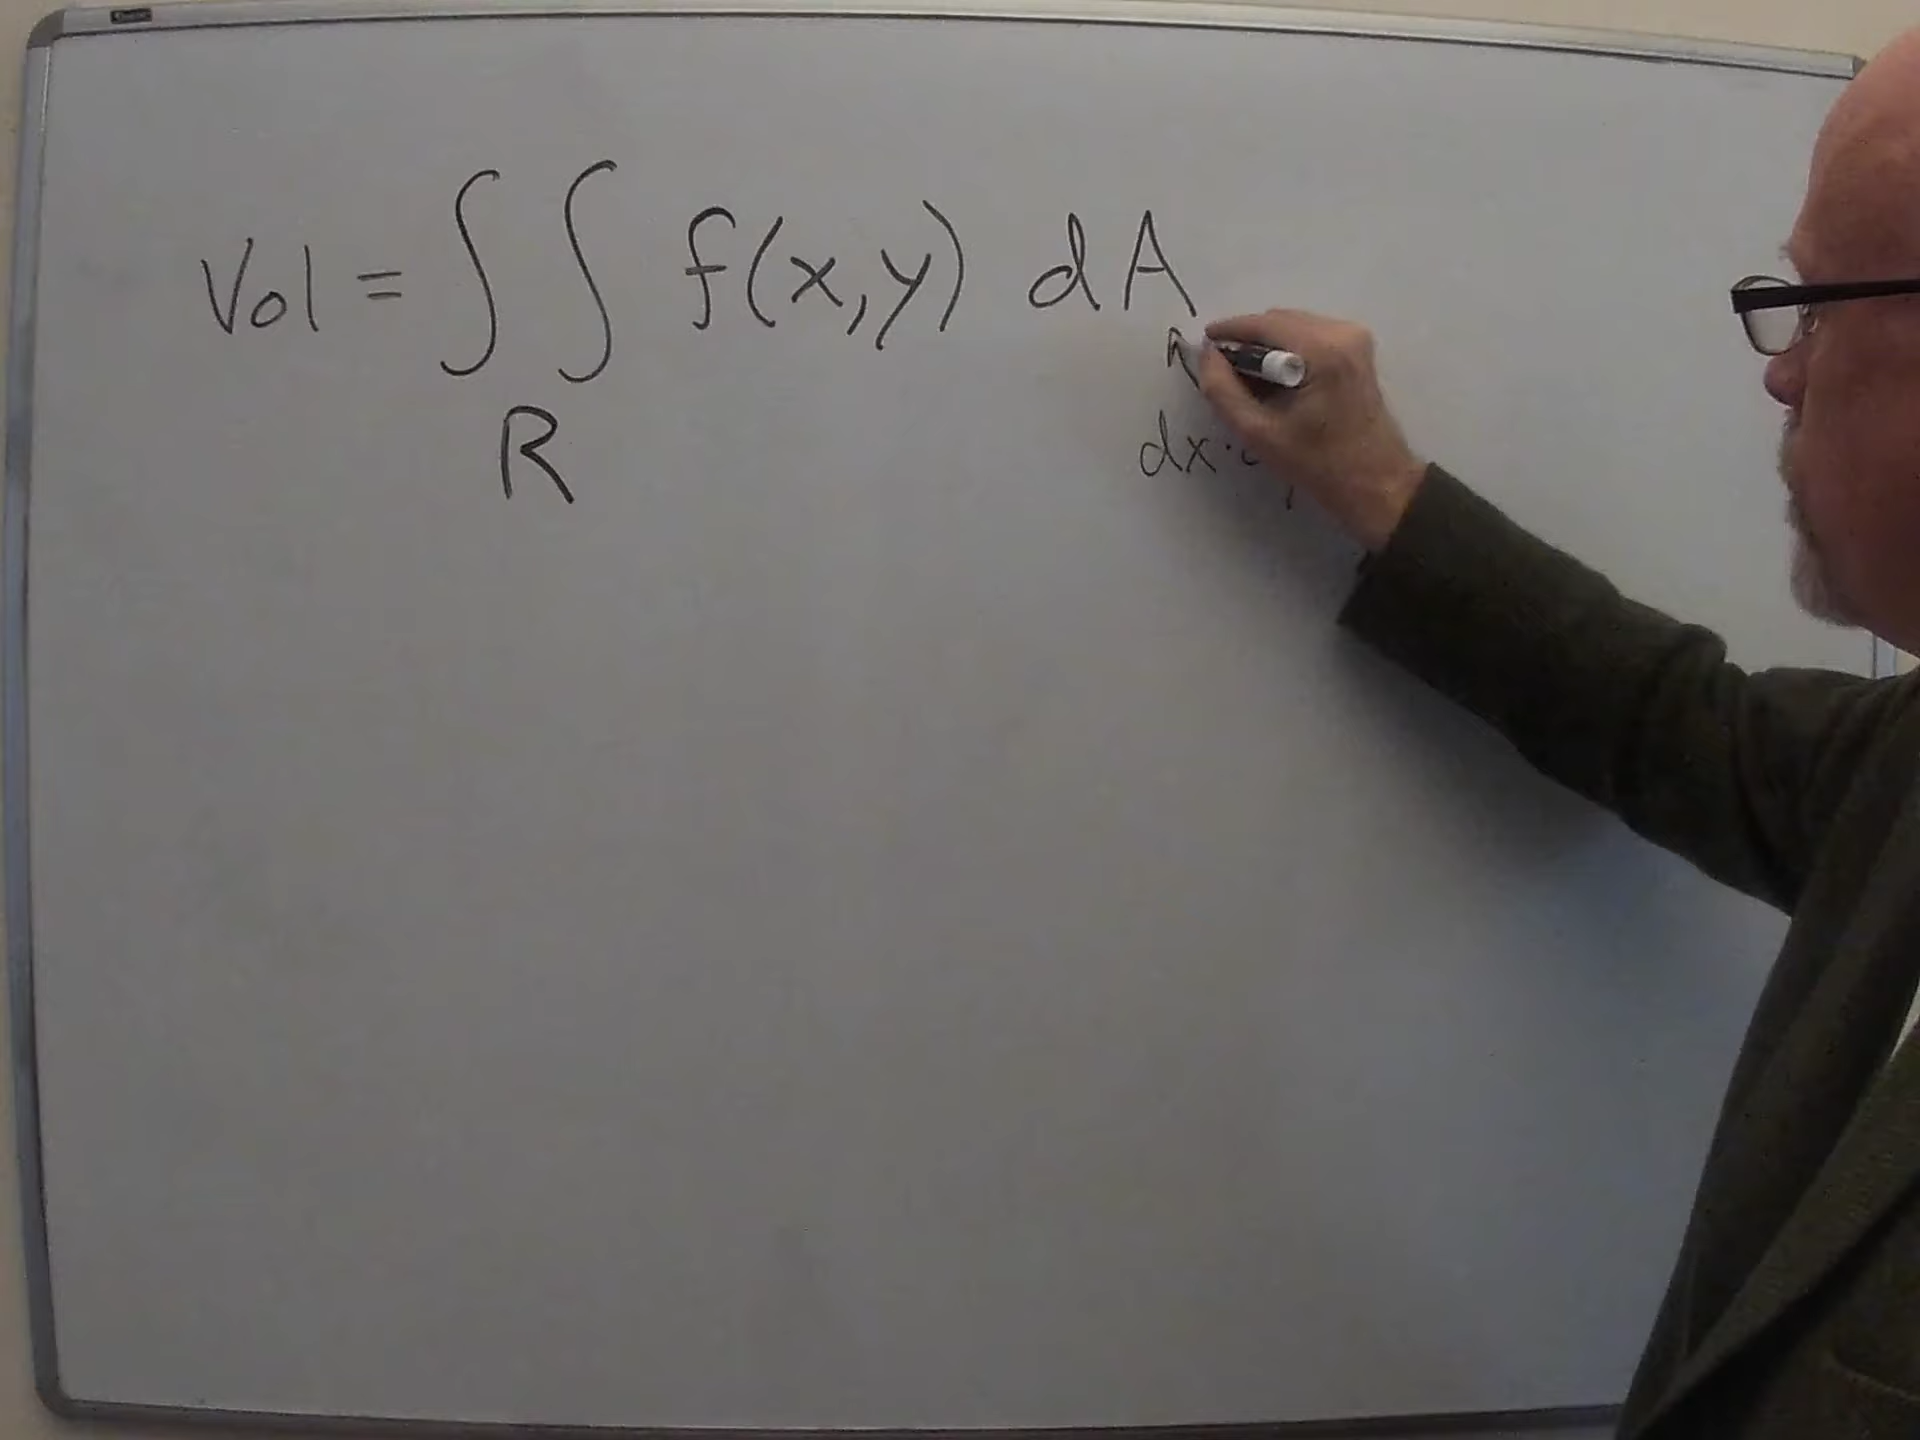 Vol = ∫∫ f(x,y) dA
R
dx·